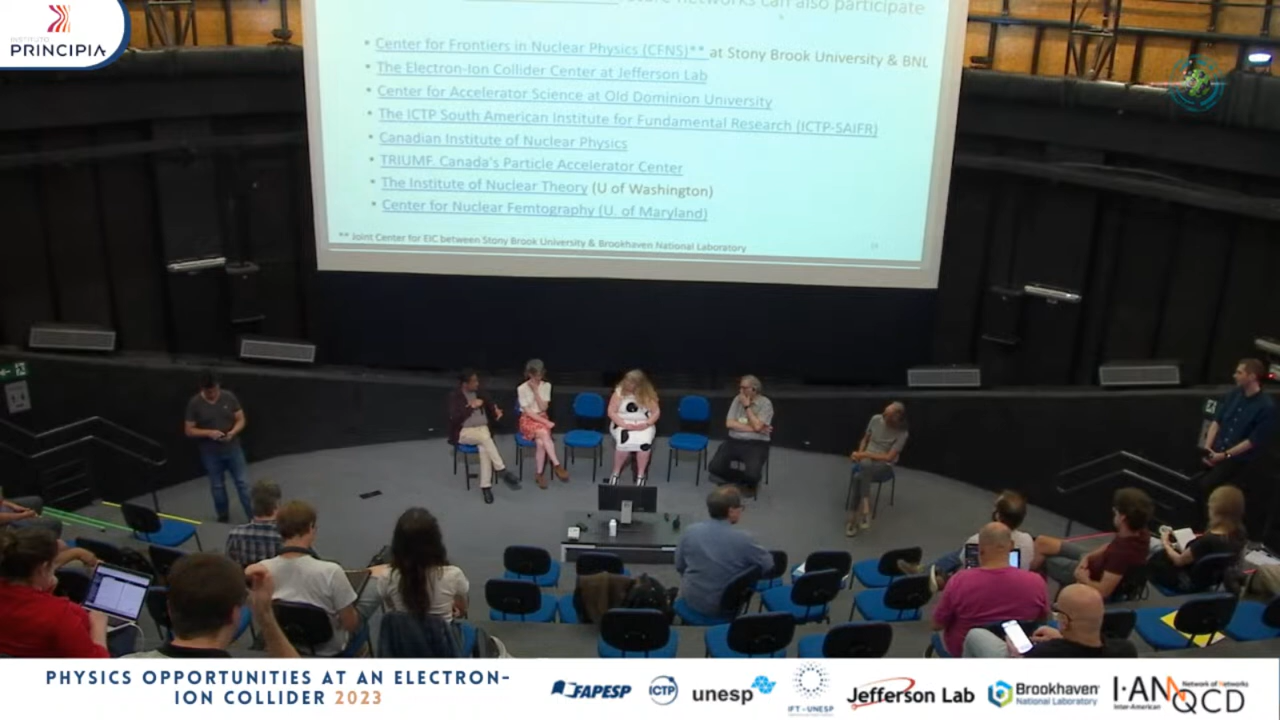 INSTITUTO
PRINCIPIA
networks can also participate
• Center for Frontiers in Nuclear Physics (CFNS)** at Stony Brook University & BNL
• The Electron-Ion Collider Center at Jefferson Lab
• Center for Accelerator Science at Old Dominion University
• The ICTP South American Institute for Fundamental Research (ICTP-SAIFR)
• Canadian Institute of Nuclear Physics
• TRIUMF. Canada's Particle Accelerator Center
• The Institute of Nuclear Theory (U of Washington)
• Center for Nuclear Femtography (U. of Maryland)
** Joint Center for EIC between Stony Brook University & Brookhaven National Laboratory
PHYSICS OPPORTUNITIES AT AN ELECTRON-
ION COLLIDER 2023
FAPESP
ICTP
unesp
IFT - UNESP
Jefferson Lab
Brookhaven
National Laboratory
I·ANQCD
Inter-American
Network of Networks